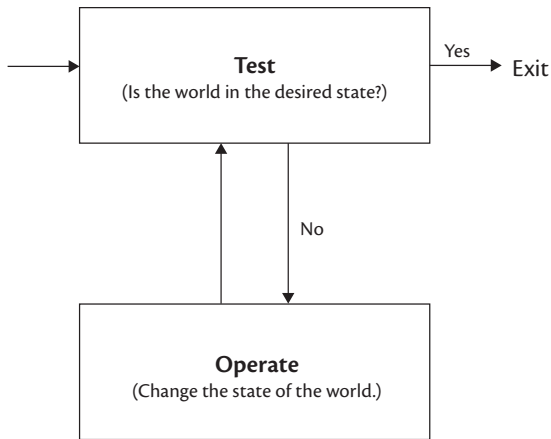 Test
(Is the world in the desired state?)
Yes
Exit
No
Operate
(Change the state of the world.)